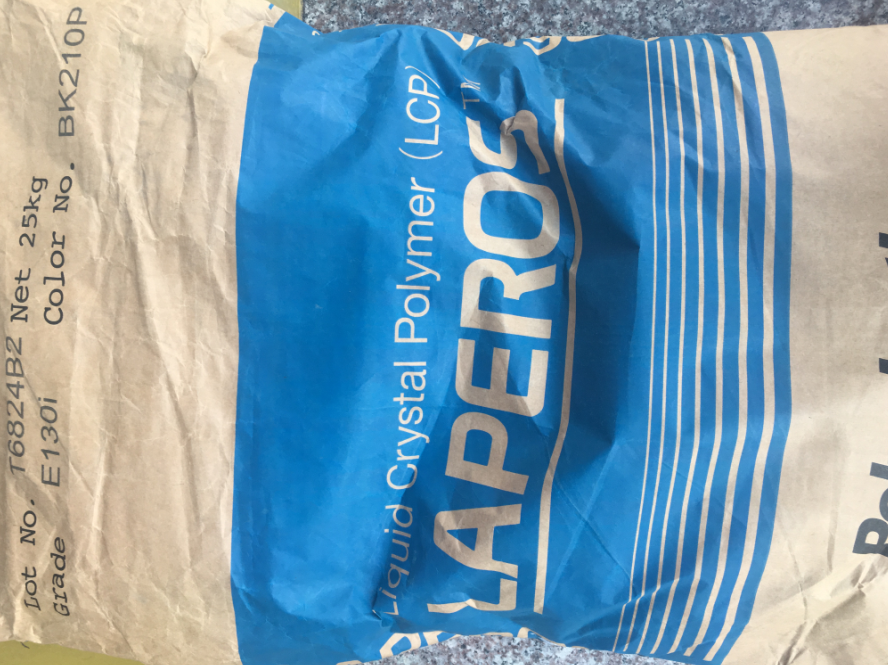 Lot No. T6824B2 Net 25kg
Grade E130i Color No. BK210P
Liquid Crystal Polymer (LCP)
LAPEROS™